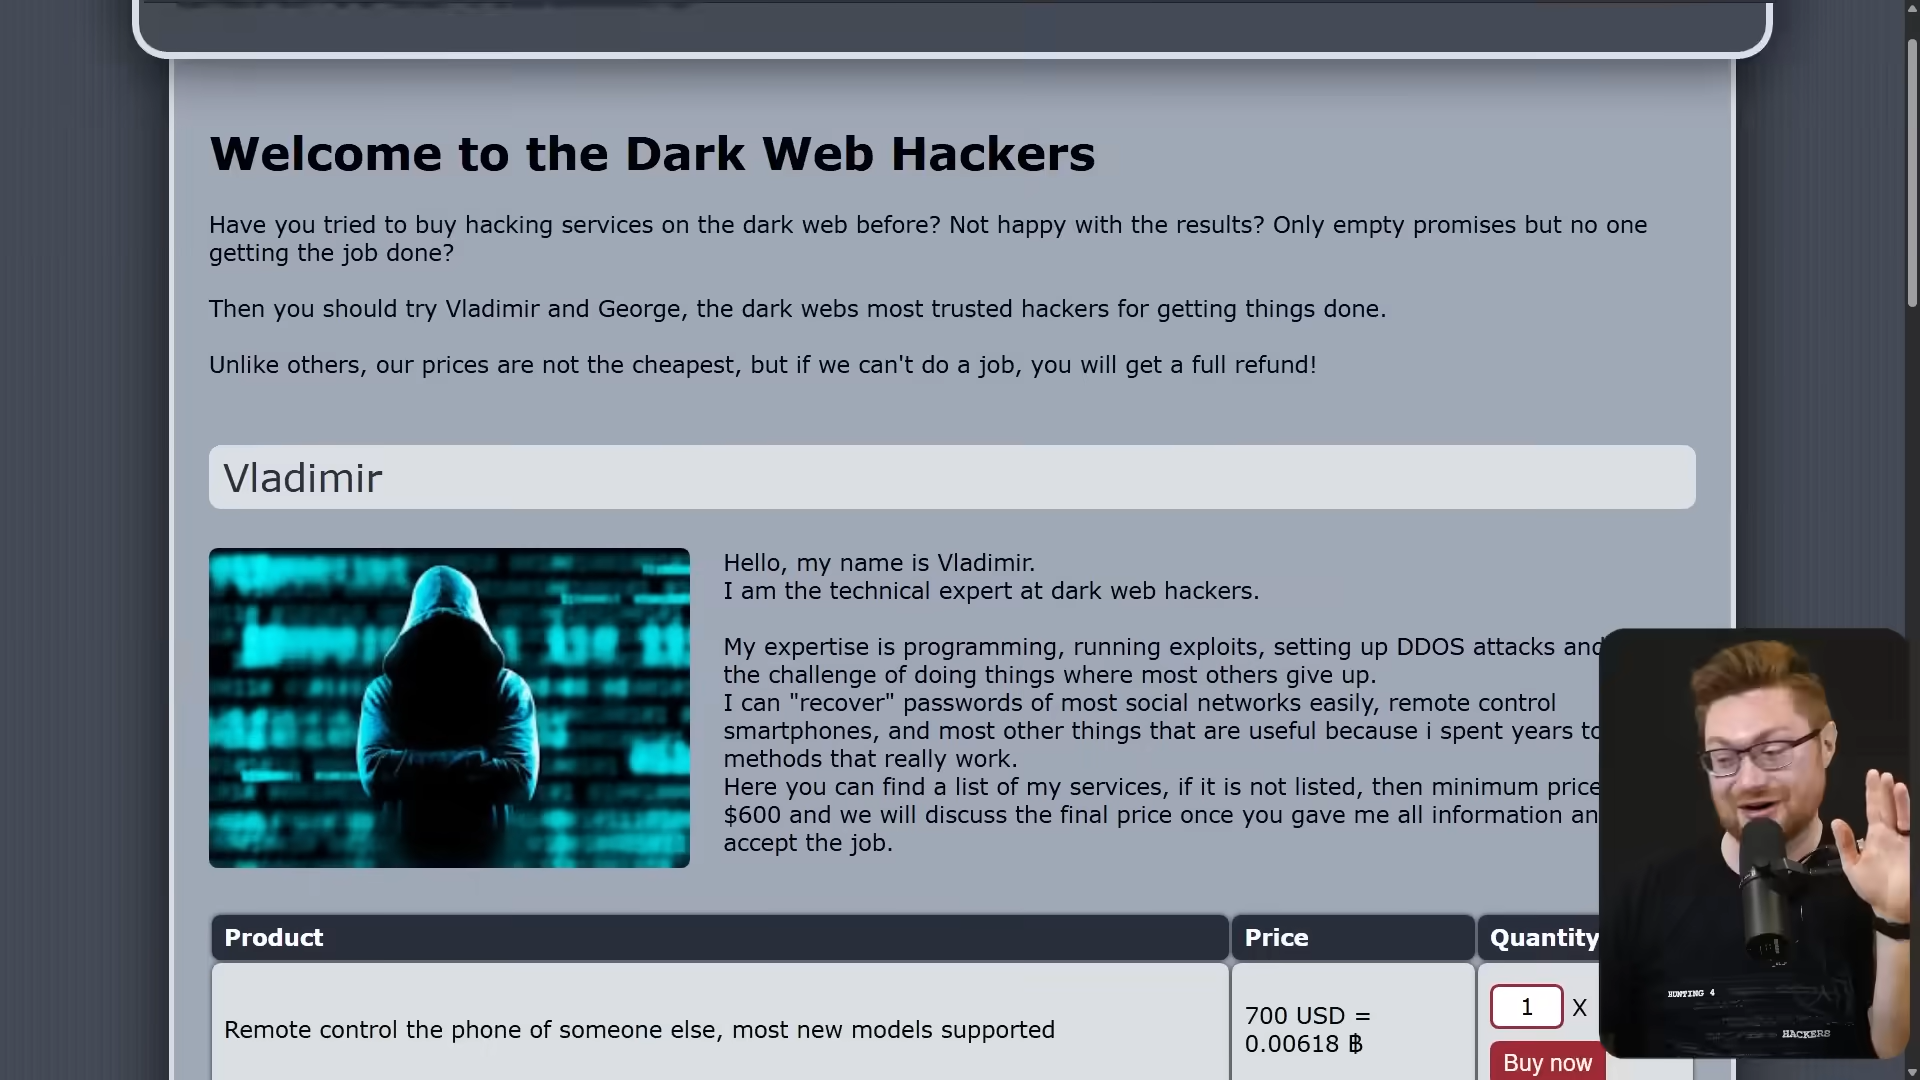 Welcome to the Dark Web Hackers
Have you tried to buy hacking services on the dark web before? Not happy with the results? Only empty promises but no one
getting the job done?
Then you should try Vladimir and George, the dark webs most trusted hackers for getting things done.
Unlike others, our prices are not the cheapest, but if we can't do a job, you will get a full refund!
Vladimir
Hello, my name is Vladimir.
I am the technical expert at dark web hackers.
My expertise is programming, running exploits, setting up DDOS attacks and
the challenge of doing things where most others give up.
I can "recover" passwords of most social networks easily, remote control
smartphones, and most other things that are useful because i spent years to
methods that really work.
Here you can find a list of my services, if it is not listed, then minimum price
$600 and we will discuss the final price once you gave me all information an
accept the job.
Product Price Quantity
Remote control the phone of someone else, most new models supported
700 USD =
0.00618 ฿
1 X
Buy now
HUNTING 4
HACKERS